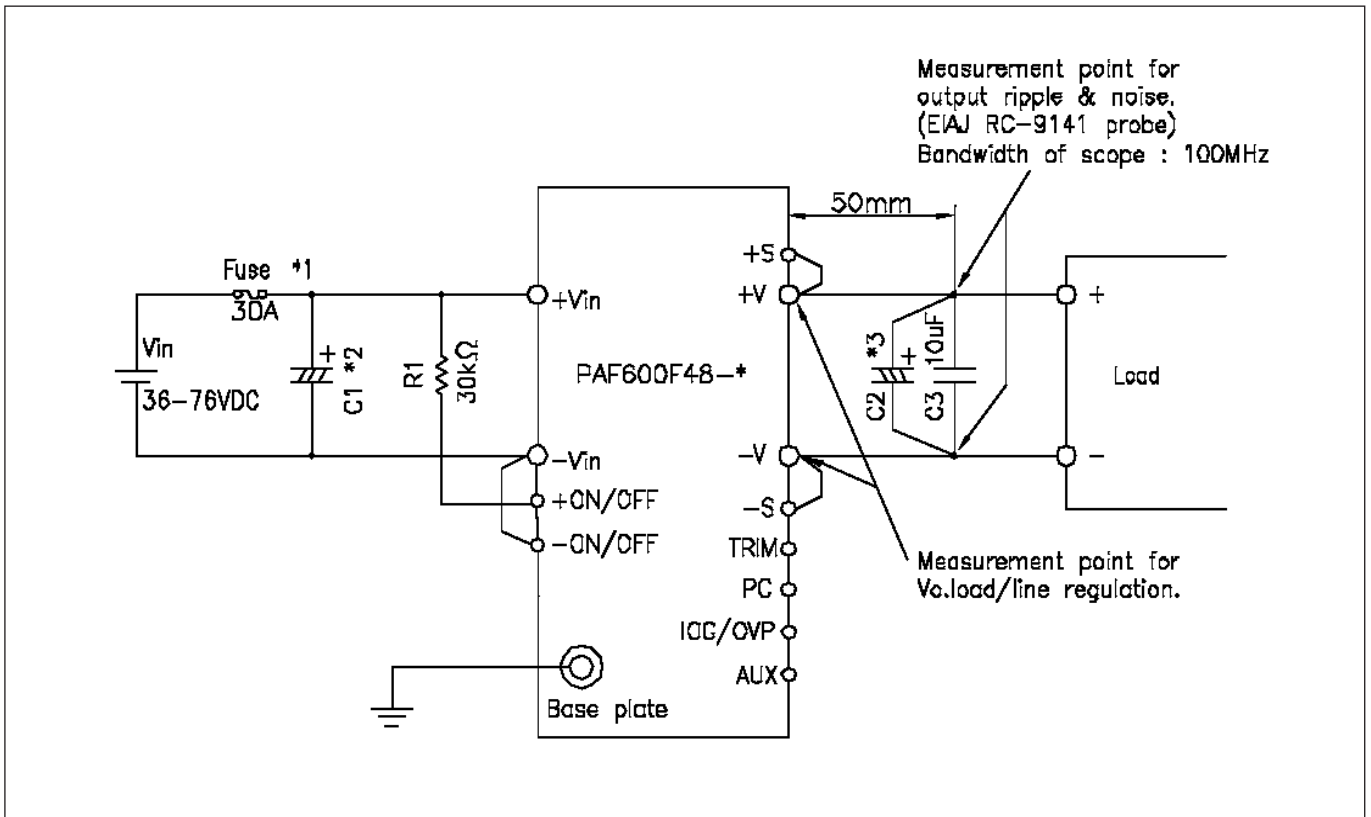 Measurement point for
output ripple & noise.
(EIAJ RC-9141 probe)
Bandwidth of scope : 100MHz
50mm
Fuse *1
30A
Vin
36-76VDC
C1 *2
R1
30kΩ
+Vin
-Vin
+ON/OFF
-ON/OFF
PAF600F48-*
Base plate
+S
+V
-V
-S
TRIM
PC
IOG/OVP
AUX
C2 *3
C3 10uF
+
-
Load
Measurement point for
Vo.load/line regulation.